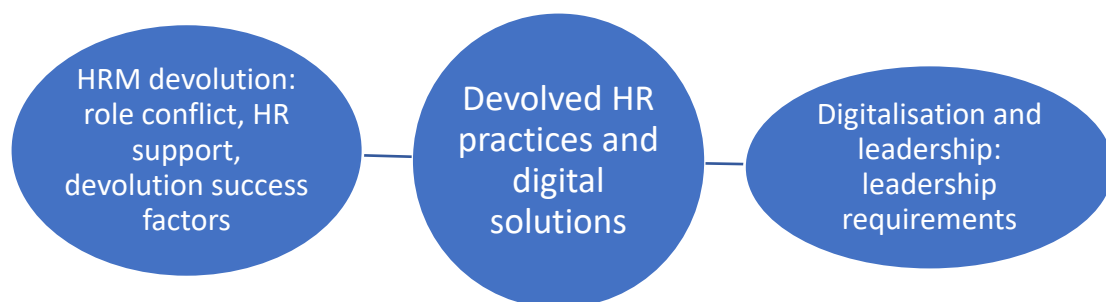 HRM devolution:
role conflict, HR
support,
devolution success
factors
Devolved HR
practices and
digital
solutions
Digitalisation and
leadership:
leadership
requirements